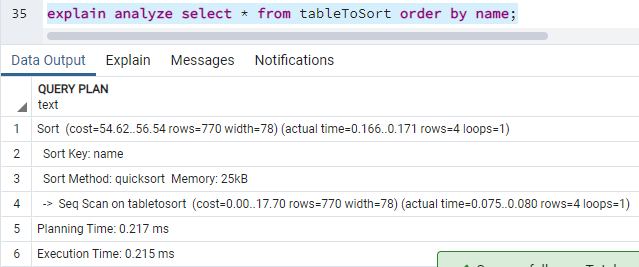 35 explain analyze select * from tableToSort order by name;
Data Output Explain Messages Notifications
QUERY PLAN
text
1 Sort (cost=54.62..56.54 rows=770 width=78) (actual time=0.166..0.171 rows=4 loops=1)
2 Sort Key: name
3 Sort Method: quicksort Memory: 25kB
4 -> Seq Scan on tabletosort (cost=0.00..17.70 rows=770 width=78) (actual time=0.075..0.080 rows=4 loops=1)
5 Planning Time: 0.217 ms
6 Execution Time: 0.215 ms